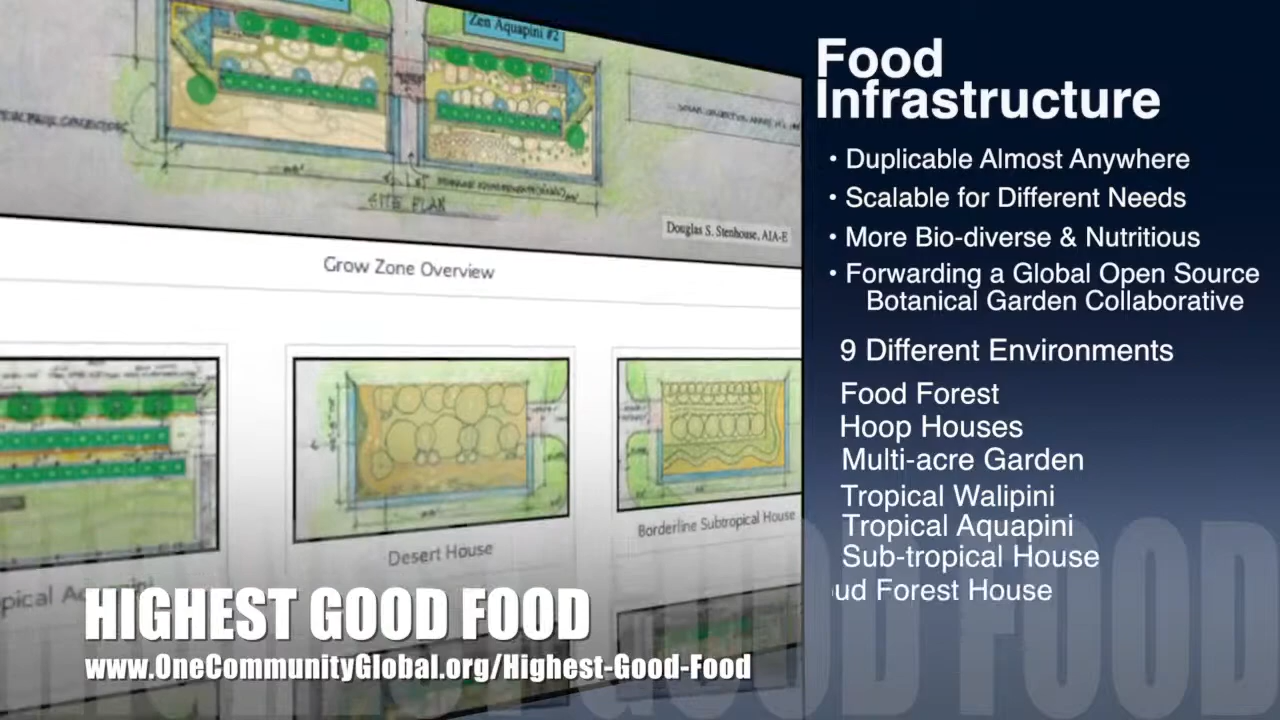 Zen Aquapini #2
SITE PLAN
Douglas S. Stenhouse, AIA-E
Grow Zone Overview
Desert House
Borderline Subtropical House
HIGHEST GOOD FOOD
www.OneCommunityGlobal.org/Highest-Good-Food
Food
Infrastructure
• Duplicable Almost Anywhere
• Scalable for Different Needs
• More Bio-diverse & Nutritious
• Forwarding a Global Open Source
Botanical Garden Collaborative
9 Different Environments
Food Forest
Hoop Houses
Multi-acre Garden
Tropical Walipini
Tropical Aquapini
Sub-tropical House
ud Forest House